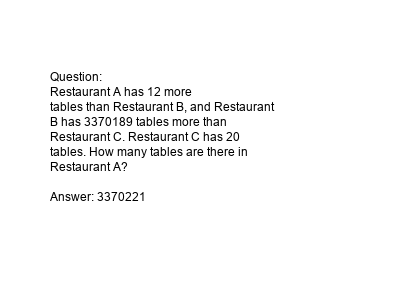 Question:
Restaurant A has 12 more
tables than Restaurant B, and Restaurant
B has 3370189 tables more than
Restaurant C. Restaurant C has 20
tables. How many tables are there in
Restaurant A?

Answer: 3370221